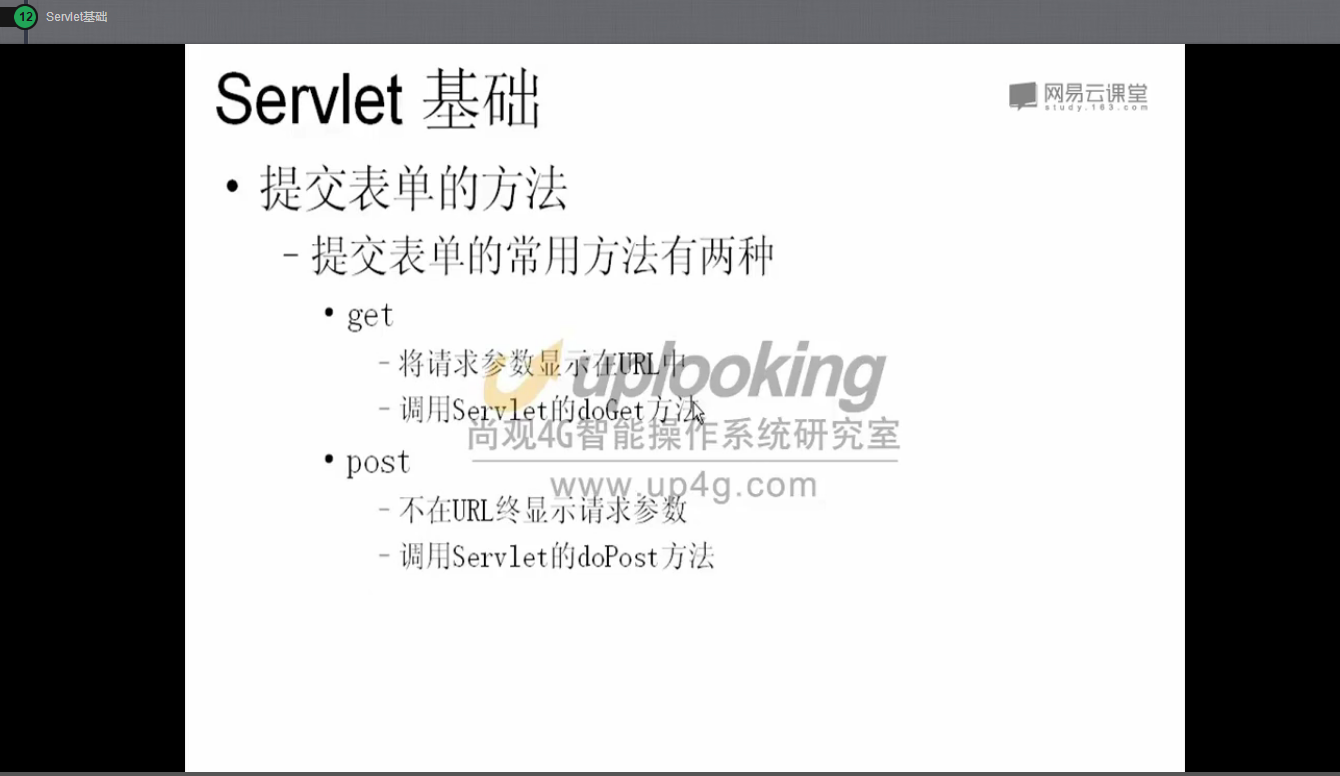 12 Servlet基础
Servlet 基础
网易云课堂
study.163.com
• 提交表单的方法
– 提交表单的常用方法有两种
• get
– 将请求参数显示在URL中
– 调用Servlet的doGet方法
uplooking
尚观4G智能操作系统研究室
• post
www.up4g.com
– 不在URL终显示请求参数
– 调用Servlet的doPost方法